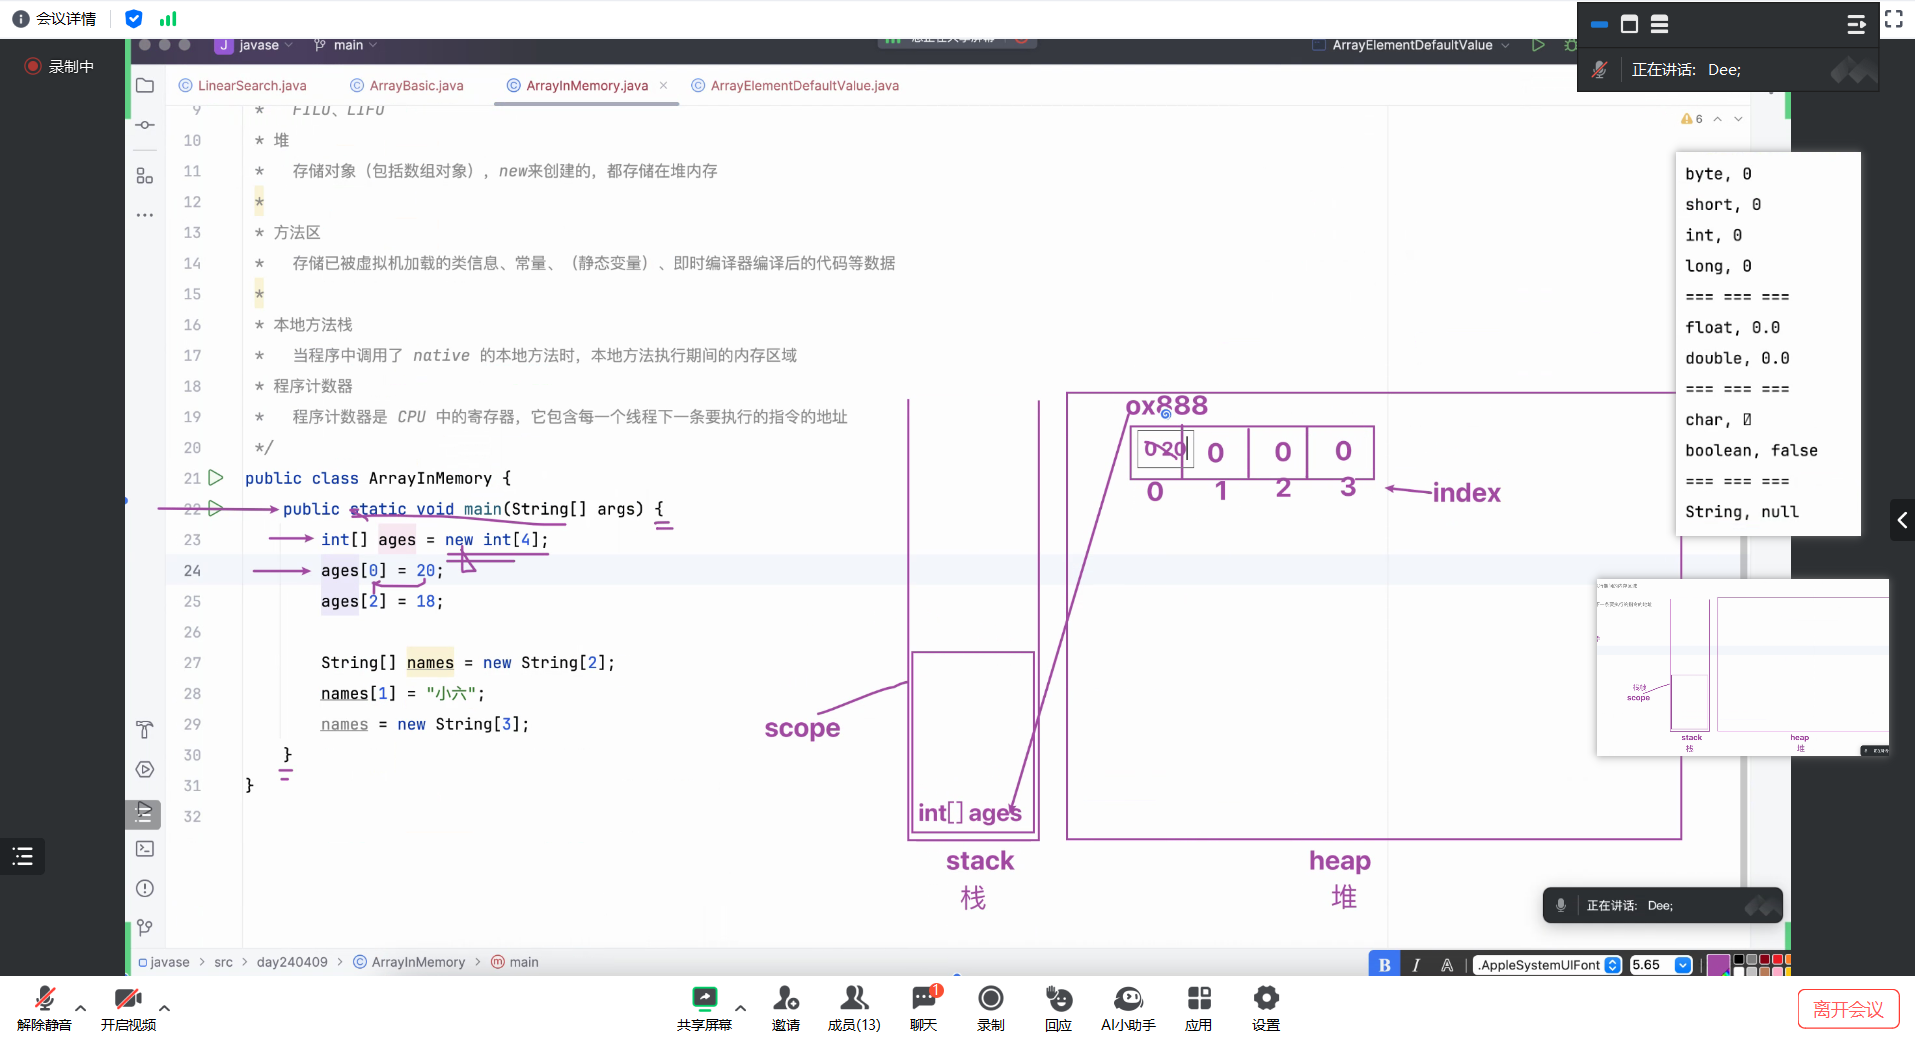 会议详情
录制中
javase
main
ArrayElementDefaultValue
正在讲话: Dee;
LinearSearch.java
ArrayBasic.java
ArrayInMemory.java
ArrayElementDefaultValue.java
6
9 * FILO、LIFO
10 * 堆
11 * 存储对象（包括数组对象），new来创建的，都存储在堆内存
12 *
13 * 方法区
14 * 存储已被虚拟机加载的类信息、常量、（静态变量）、即时编译器编译后的代码等数据
15 *
16 * 本地方法栈
17 * 当程序中调用了 native 的本地方法时，本地方法执行期间的内存区域
18 * 程序计数器
19 * 程序计数器是 CPU 中的寄存器，它包含每一个线程下一条要执行的指令的地址
20 */
21 public class ArrayInMemory {
22 public static void main(String[] args) {
23 int[] ages = new int[4];
24 ages[0] = 20;
25 ages[2] = 18;
26
27 String[] names = new String[2];
28 names[1] = "小六";
29 names = new String[3];
30 }
31 }
32
scope
int[] ages
stack
栈
ox888
0 20 0 0 0
0 1 2 3
index
heap
堆
byte, 0
short, 0
int, 0
long, 0
=== === ===
float, 0.0
double, 0.0
=== === ===
char,
boolean, false
=== === ===
String, null
scope
stack
栈
heap
堆
正在讲话: Dee;
javase > src > day240409 > ArrayInMemory > main
B I A .AppleSystemUIFont 5.65
解除静音
开启视频
共享屏幕
邀请
成员(13)
聊天
1
录制
回应
AI小助手
应用
设置
离开会议